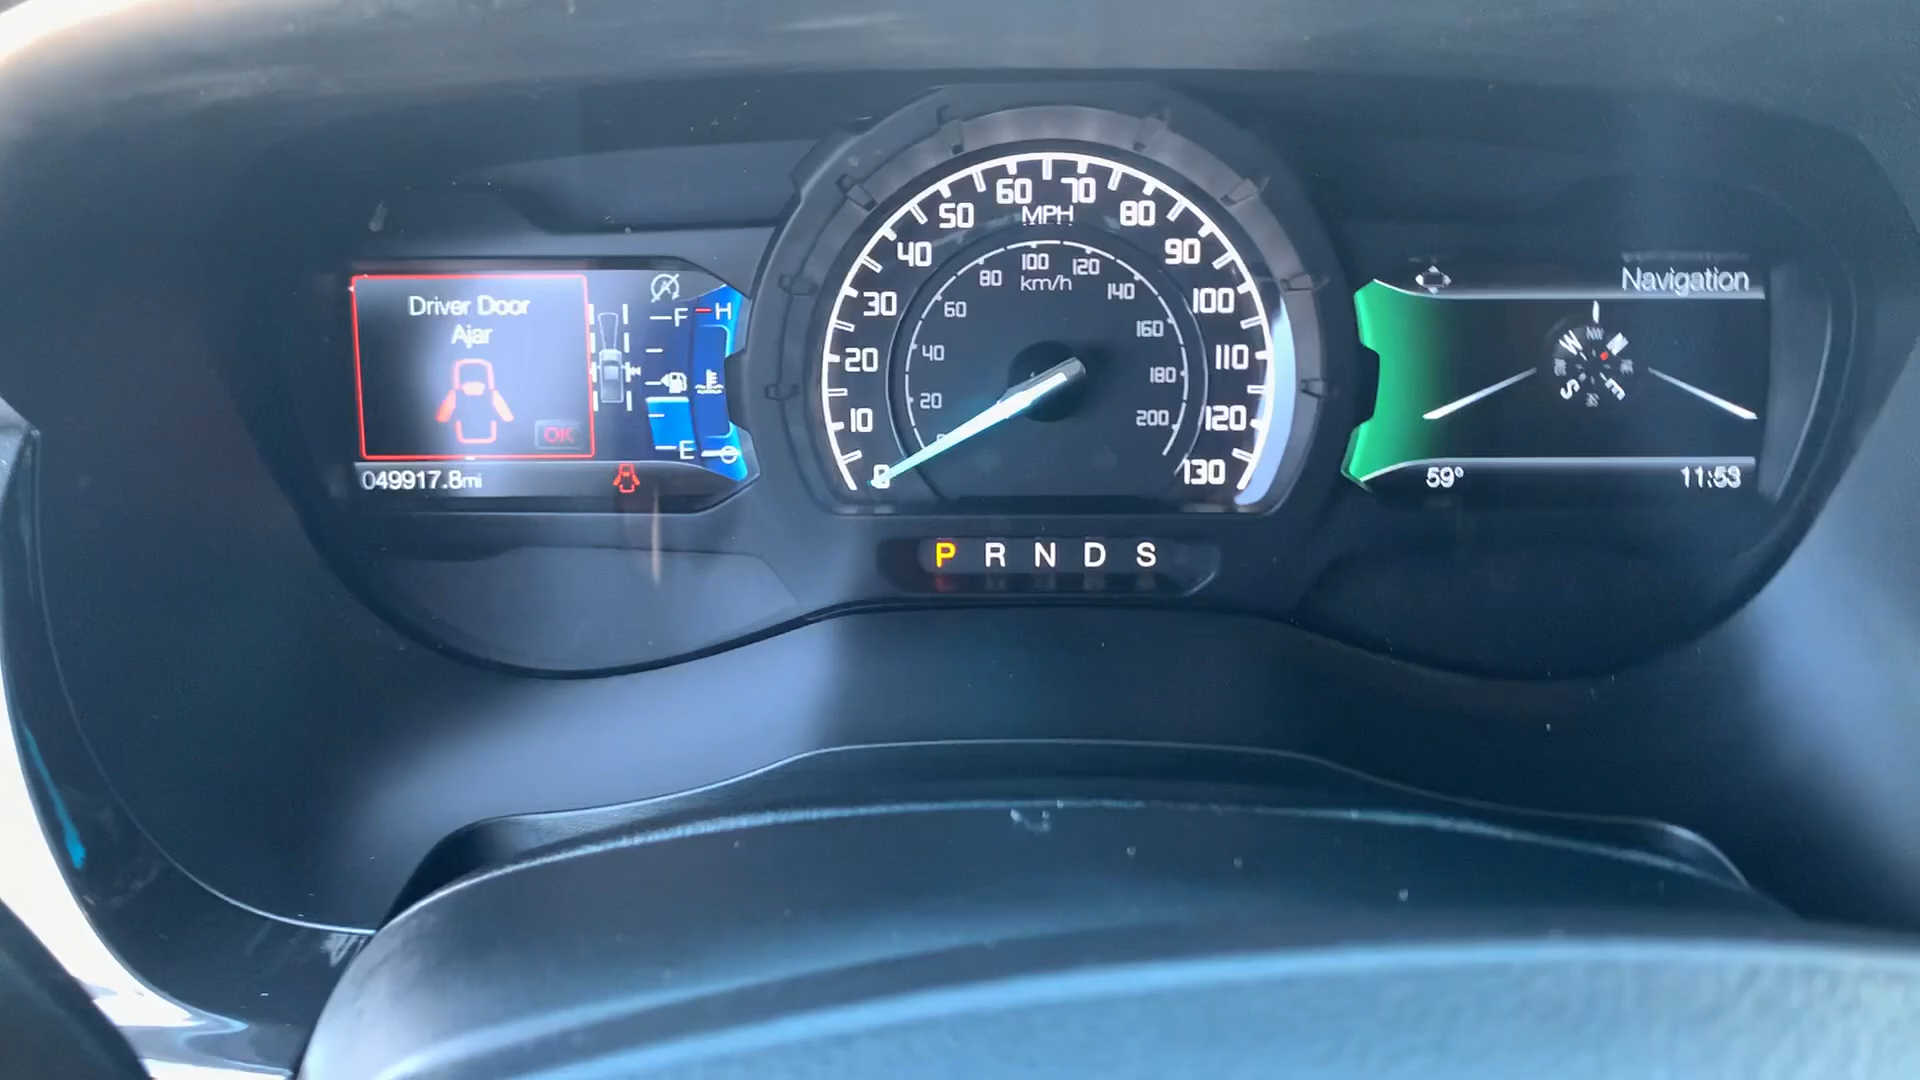 Driver Door
Ajar
OK
049917.8mi
F
H
E
C
0
10
20
30
40
50
60
70
80
90
100
110
120
130
MPH
20
40
60
80
100
120
140
160
180
200
km/h
P R N D S
Navigation
W
NW
N
E
S
59°
11:53